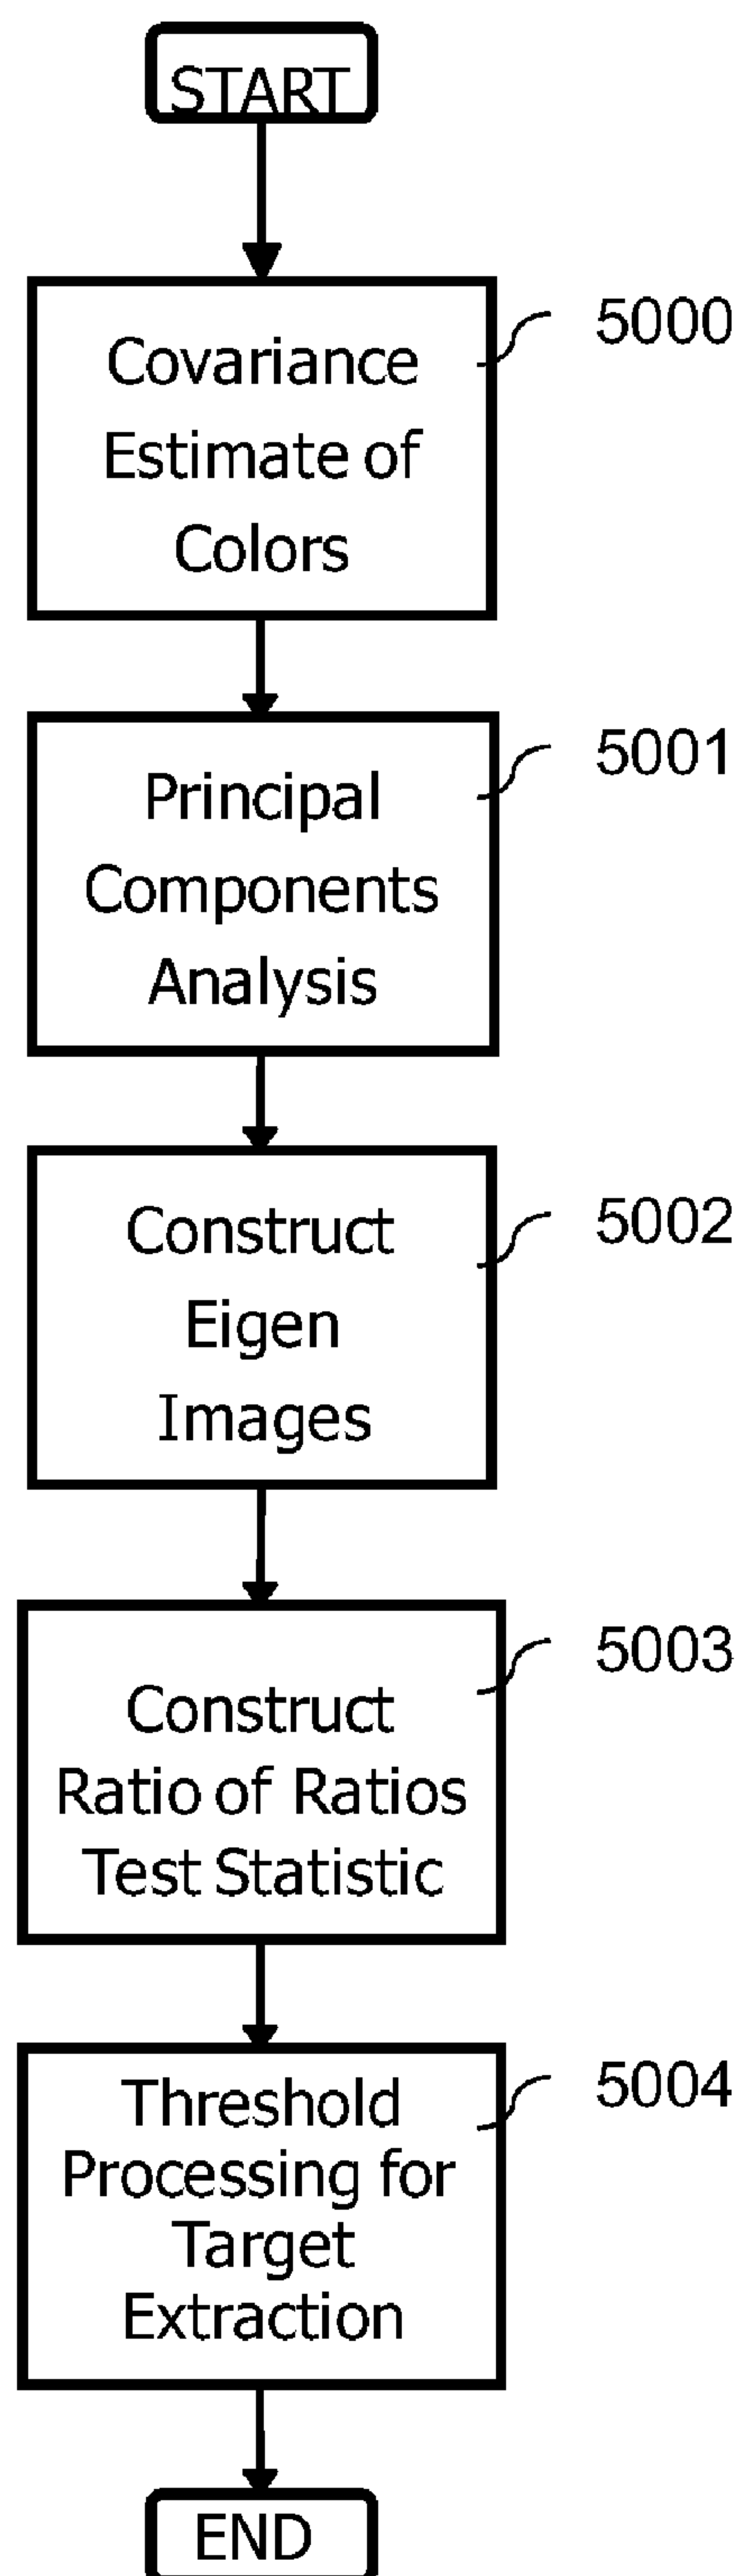 START
Covariance
Estimate of
Colors
5000
Principal
Components
Analysis
5001
Construct
Eigen
Images
5002
Construct
Ratio of Ratios
Test Statistic
5003
Threshold
Processing for
Target
Extraction
5004
END